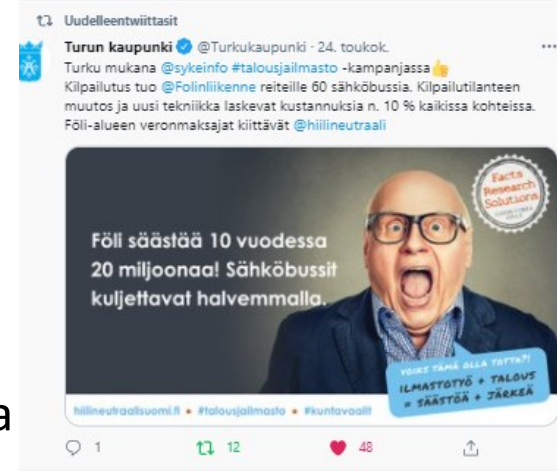 Uudelleentwiittasit
Turun kaupunki @Turkukaupunki · 24. toukok.
Turku mukana @sykeinfo #talousjailmasto -kampanjassa👍
Kilpailutus tuo @Folinliikenne reiteille 60 sähköbussia. Kilpailutilanteen
muutos ja uusi tekniikka laskevat kustannuksia n. 10 % kaikissa kohteissa.
Föli-alueen veronmaksajat kiittävät @hiilineutraali
Facts
Research
Solutions
Föli säästää 10 vuodessa
20 miljoonaa! Sähköbussit
kuljettavat halvemmalla.
VOIKS TÄMÄ OLLA TOTTA?!
ILMASTOTYÖ + TALOUS
= SÄÄSTÖÄ + JÄRKEÄ
hiilineutraalisuomi.fi • #talousjailmasto • #kuntavaalit
a
1
12
48